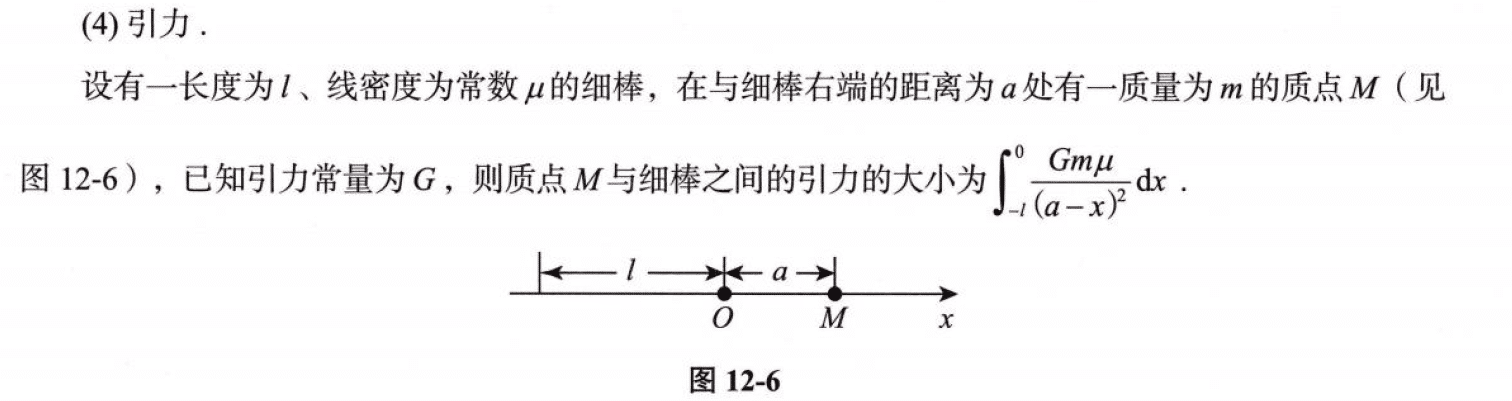 (4) 引力．
设有一长度为 l 、线密度为常数 μ 的细棒，在与细棒右端的距离为 a 处有一质量为 m 的质点 M（见
图 12-6），已知引力常量为 G，则质点 M 与细棒之间的引力的大小为 $\int_{-l}^{0} \frac{Gm\mu}{(a-x)^2} \mathrm{d}x$．
l a
O M x
图 12-6